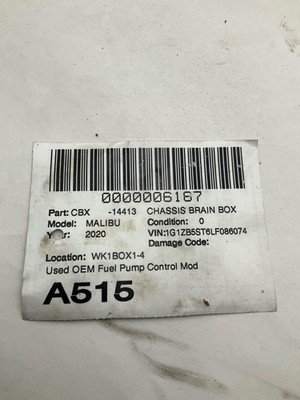 0000006167
Part: CBX -14413 CHASSIS BRAIN BOX
Model: MALIBU Condition: 0
Year: 2020 VIN:1G1ZB5ST6LF086074
Damage Code:
Location: WK1BOX1-4
Used OEM Fuel Pump Control Mod
A515